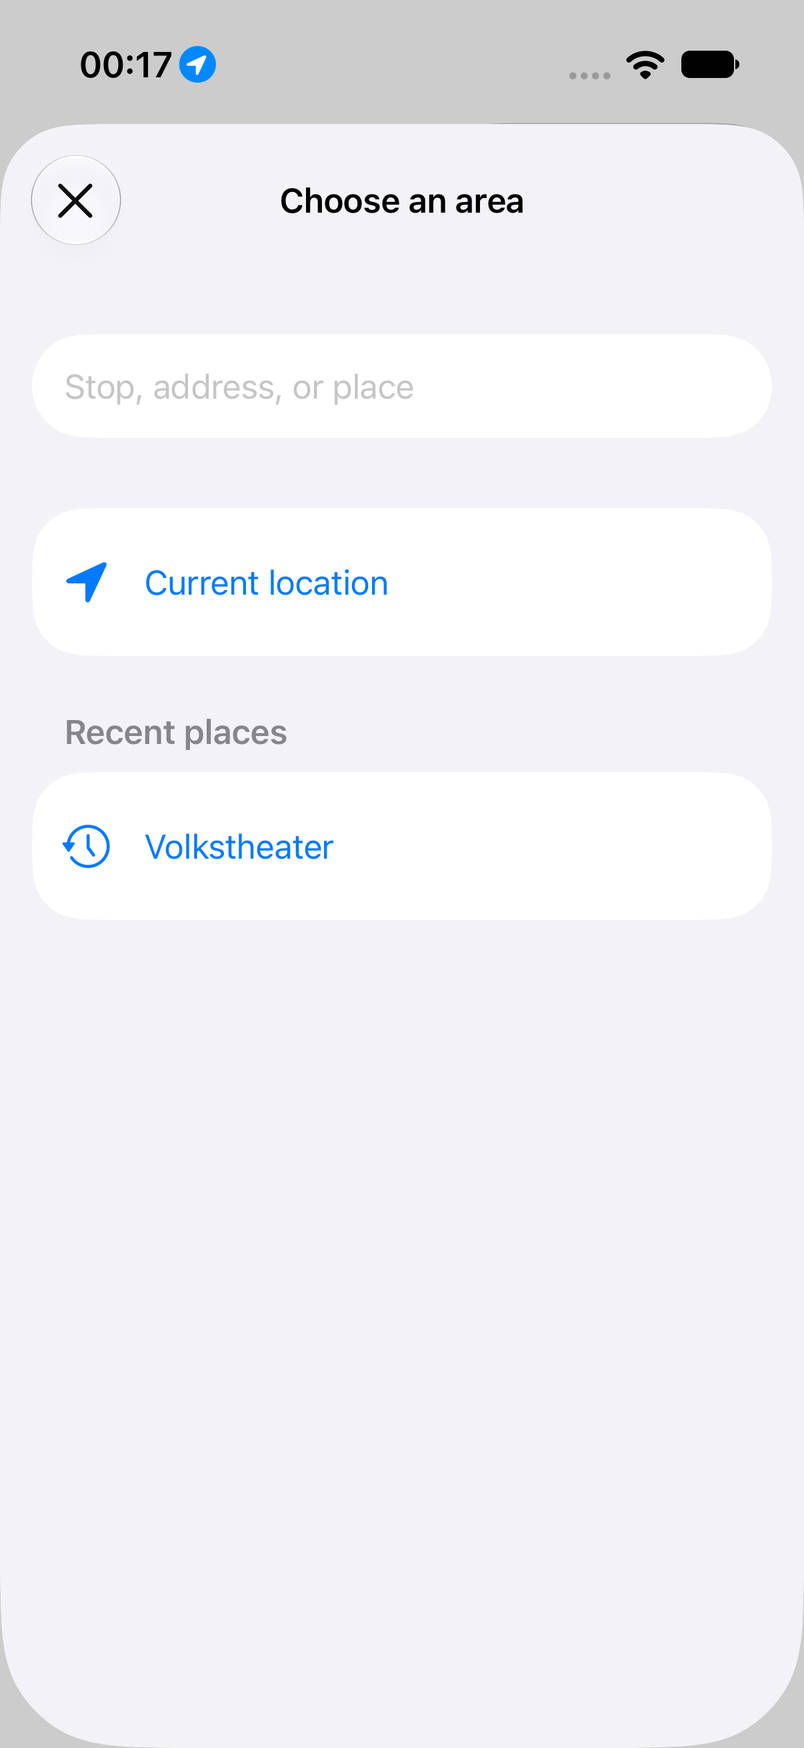 00:17
Choose an area
Stop, address, or place
Current location
Recent places
Volkstheater